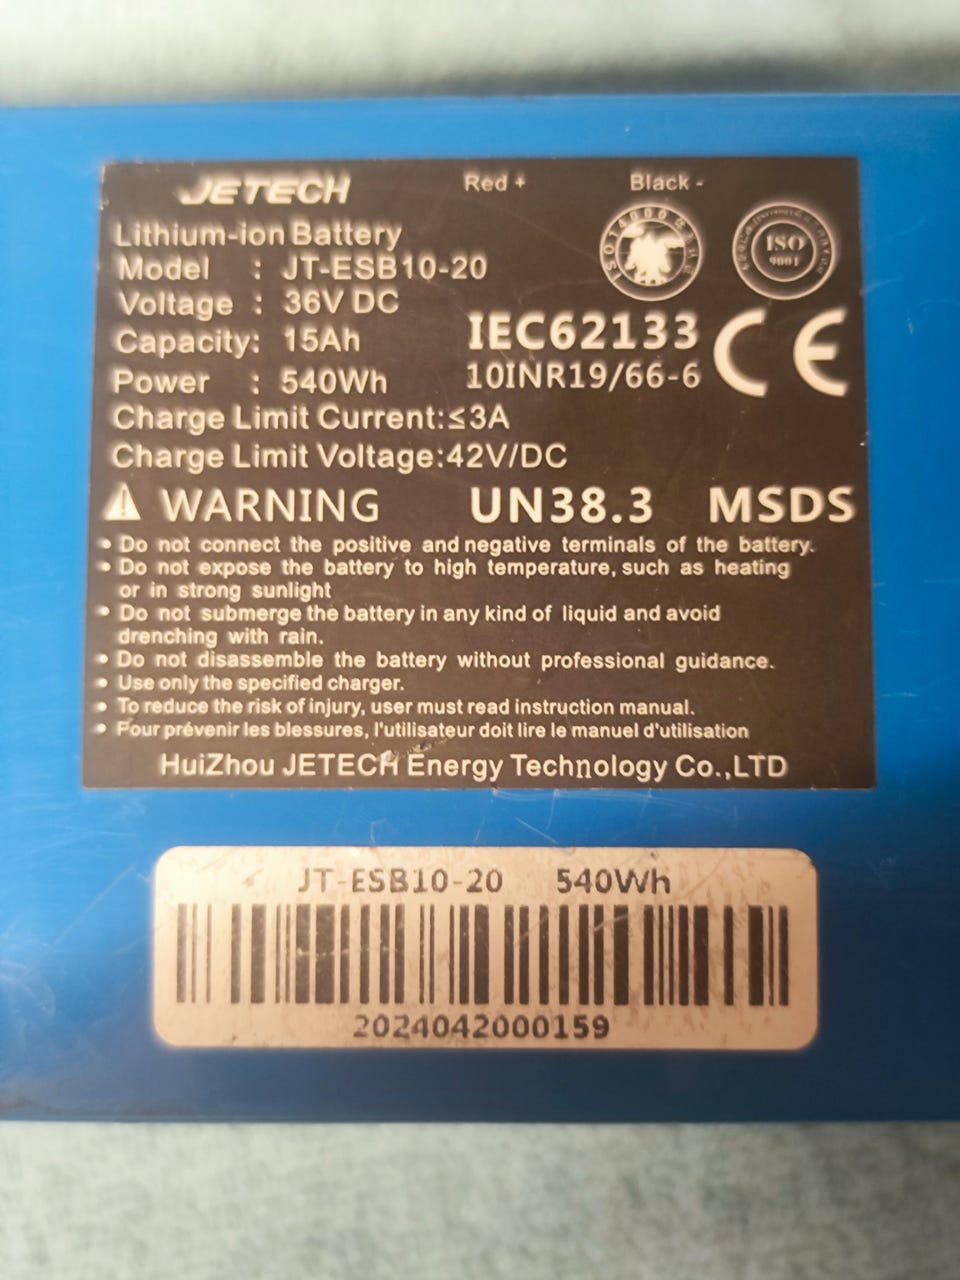 JETECH
Red + Black -
Lithium-ion Battery
Model : JT-ESB10-20
Voltage : 36V DC
Capacity: 15Ah
Power : 540Wh
ISO14000
ISO
9001
IEC62133
10INR19/66-6
CE
Charge Limit Current:≤3A
Charge Limit Voltage:42V/DC
WARNING UN38.3 MSDS
• Do not connect the positive and negative terminals of the battery.
• Do not expose the battery to high temperature, such as heating
or in strong sunlight
• Do not submerge the battery in any kind of liquid and avoid
drenching with rain.
• Do not disassemble the battery without professional guidance.
• Use only the specified charger.
• To reduce the risk of injury, user must read instruction manual.
• Pour prévenir les blessures, l'utilisateur doit lire le manuel d'utilisation
HuiZhou JETECH Energy Technology Co.,LTD
JT-ESB10-20 540Wh
2024042000159